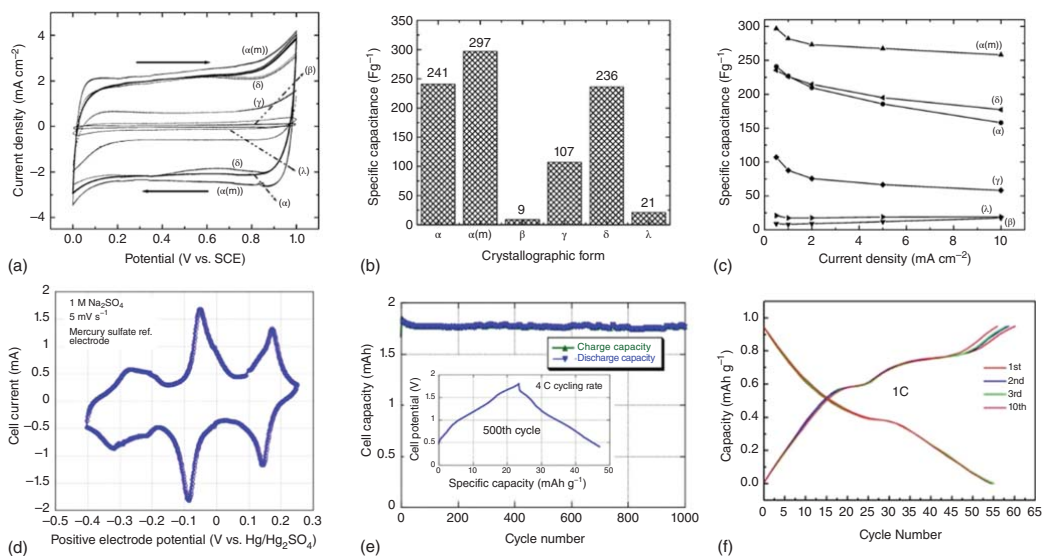 4
2
0
−2
−4
0.0
0.2
0.4
0.6
0.8
1.0
Current density (mA cm−2)
Potential (V vs. SCE)
(α(m))
(δ)
(β)
(γ)
(δ)
(λ)
(α)
(α(m))
(a)
350
300
250
200
150
100
50
0
Specific capacitance (Fg−1)
241
297
9
107
236
21
α
α(m)
β
γ
δ
λ
Crystallographic form
(b)
300
250
200
150
100
50
0
Specific capacitance (Fg−1)
(α(m))
(δ)
(α)
(γ)
(λ)
(β)
0
2
4
6
8
10
Current density (mA cm−2)
(c)
2
1.5
1
0.5
0
−0.5
−1
−1.5
−2
Cell current (mA)
1 M Na2SO4
5 mV s−1
Mercury sulfate ref.
electrode
−0.5
−0.4
−0.3
−0.2
−0.1
0
0.1
0.2
0.3
Positive electrode potential (V vs. Hg/Hg2SO4)
(d)
2
1.5
1
0.5
0
Cell capacity (mAh)
Charge capacity
Discharge capacity
2
1.5
1
0.5
0
Cell potential (V)
4 C cycling rate
500th cycle
0
10
20
30
40
50
Specific capacity (mAh g−1)
0
200
400
600
800
1000
Cycle number
(e)
1.0
0.8
0.6
0.4
0.2
0.0
Capacity (mAh g−1)
1C
1st
2nd
3rd
10th
0
5
10
15
20
25
30
35
40
45
50
55
60
65
Cycle Number
(f)